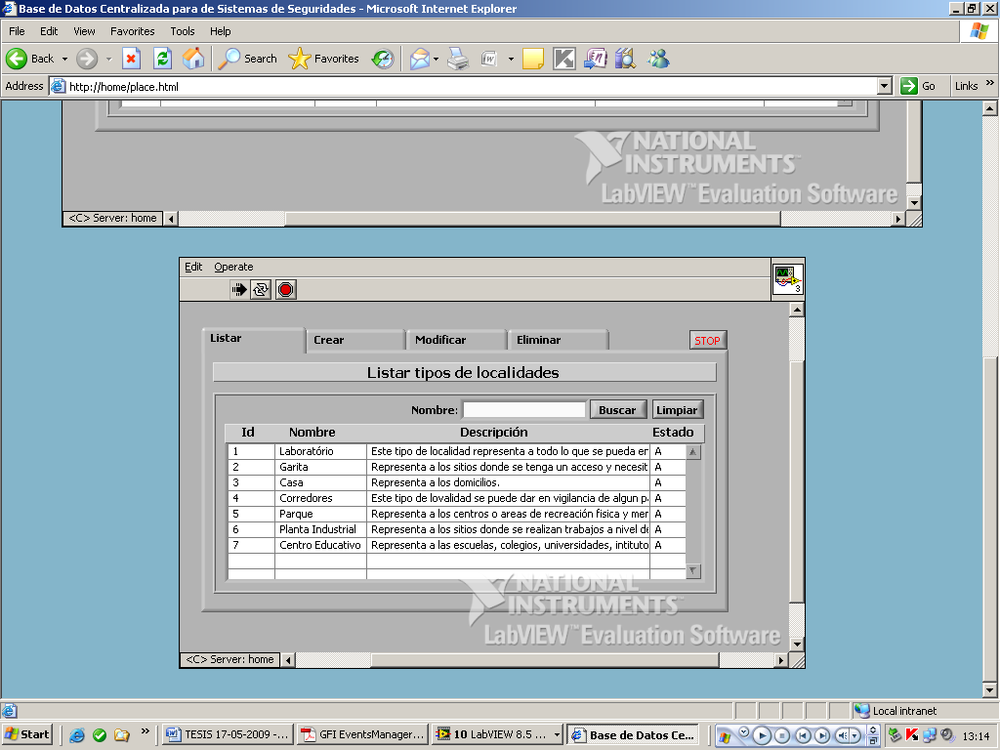 Base de Datos Centralizada para de Sistemas de Seguridades - Microsoft Internet Explorer
File Edit View Favorites Tools Help
Back Search Favorites
Address http://home/place.html Go Links »
NATIONAL
INSTRUMENTS™
LabVIEW™ Evaluation Software
<C> Server: home
Edit Operate
3
Listar Crear Modificar Eliminar STOP
Listar tipos de localidades
Nombre: Buscar Limpiar
Id Nombre Descripción Estado
1 Laboratório Este tipo de localidad representa a todo lo que se pueda er A
2 Garita Representa a los sitios donde se tenga un acceso y necesit A
3 Casa Representa a los domicilios. A
4 Corredores Este tipo de lovalidad se puede dar en vigilancia de algun p. A
5 Parque Representa a los centros o areas de recreación fisica y mer A
6 Planta Industrial Representa a los sitios donde se realizan trabajos a nivel de A
7 Centro Educativo Representa a las escuelas, colegios, universidades, intituto A
NATIONAL
INSTRUMENTS™
LabVIEW™ Evaluation Software
<C> Server: home
Local intranet
Start » TESIS 17-05-2009 -... GFI EventsManager... 10 LabVIEW 8.5 ... Base de Datos Ce... 13:14